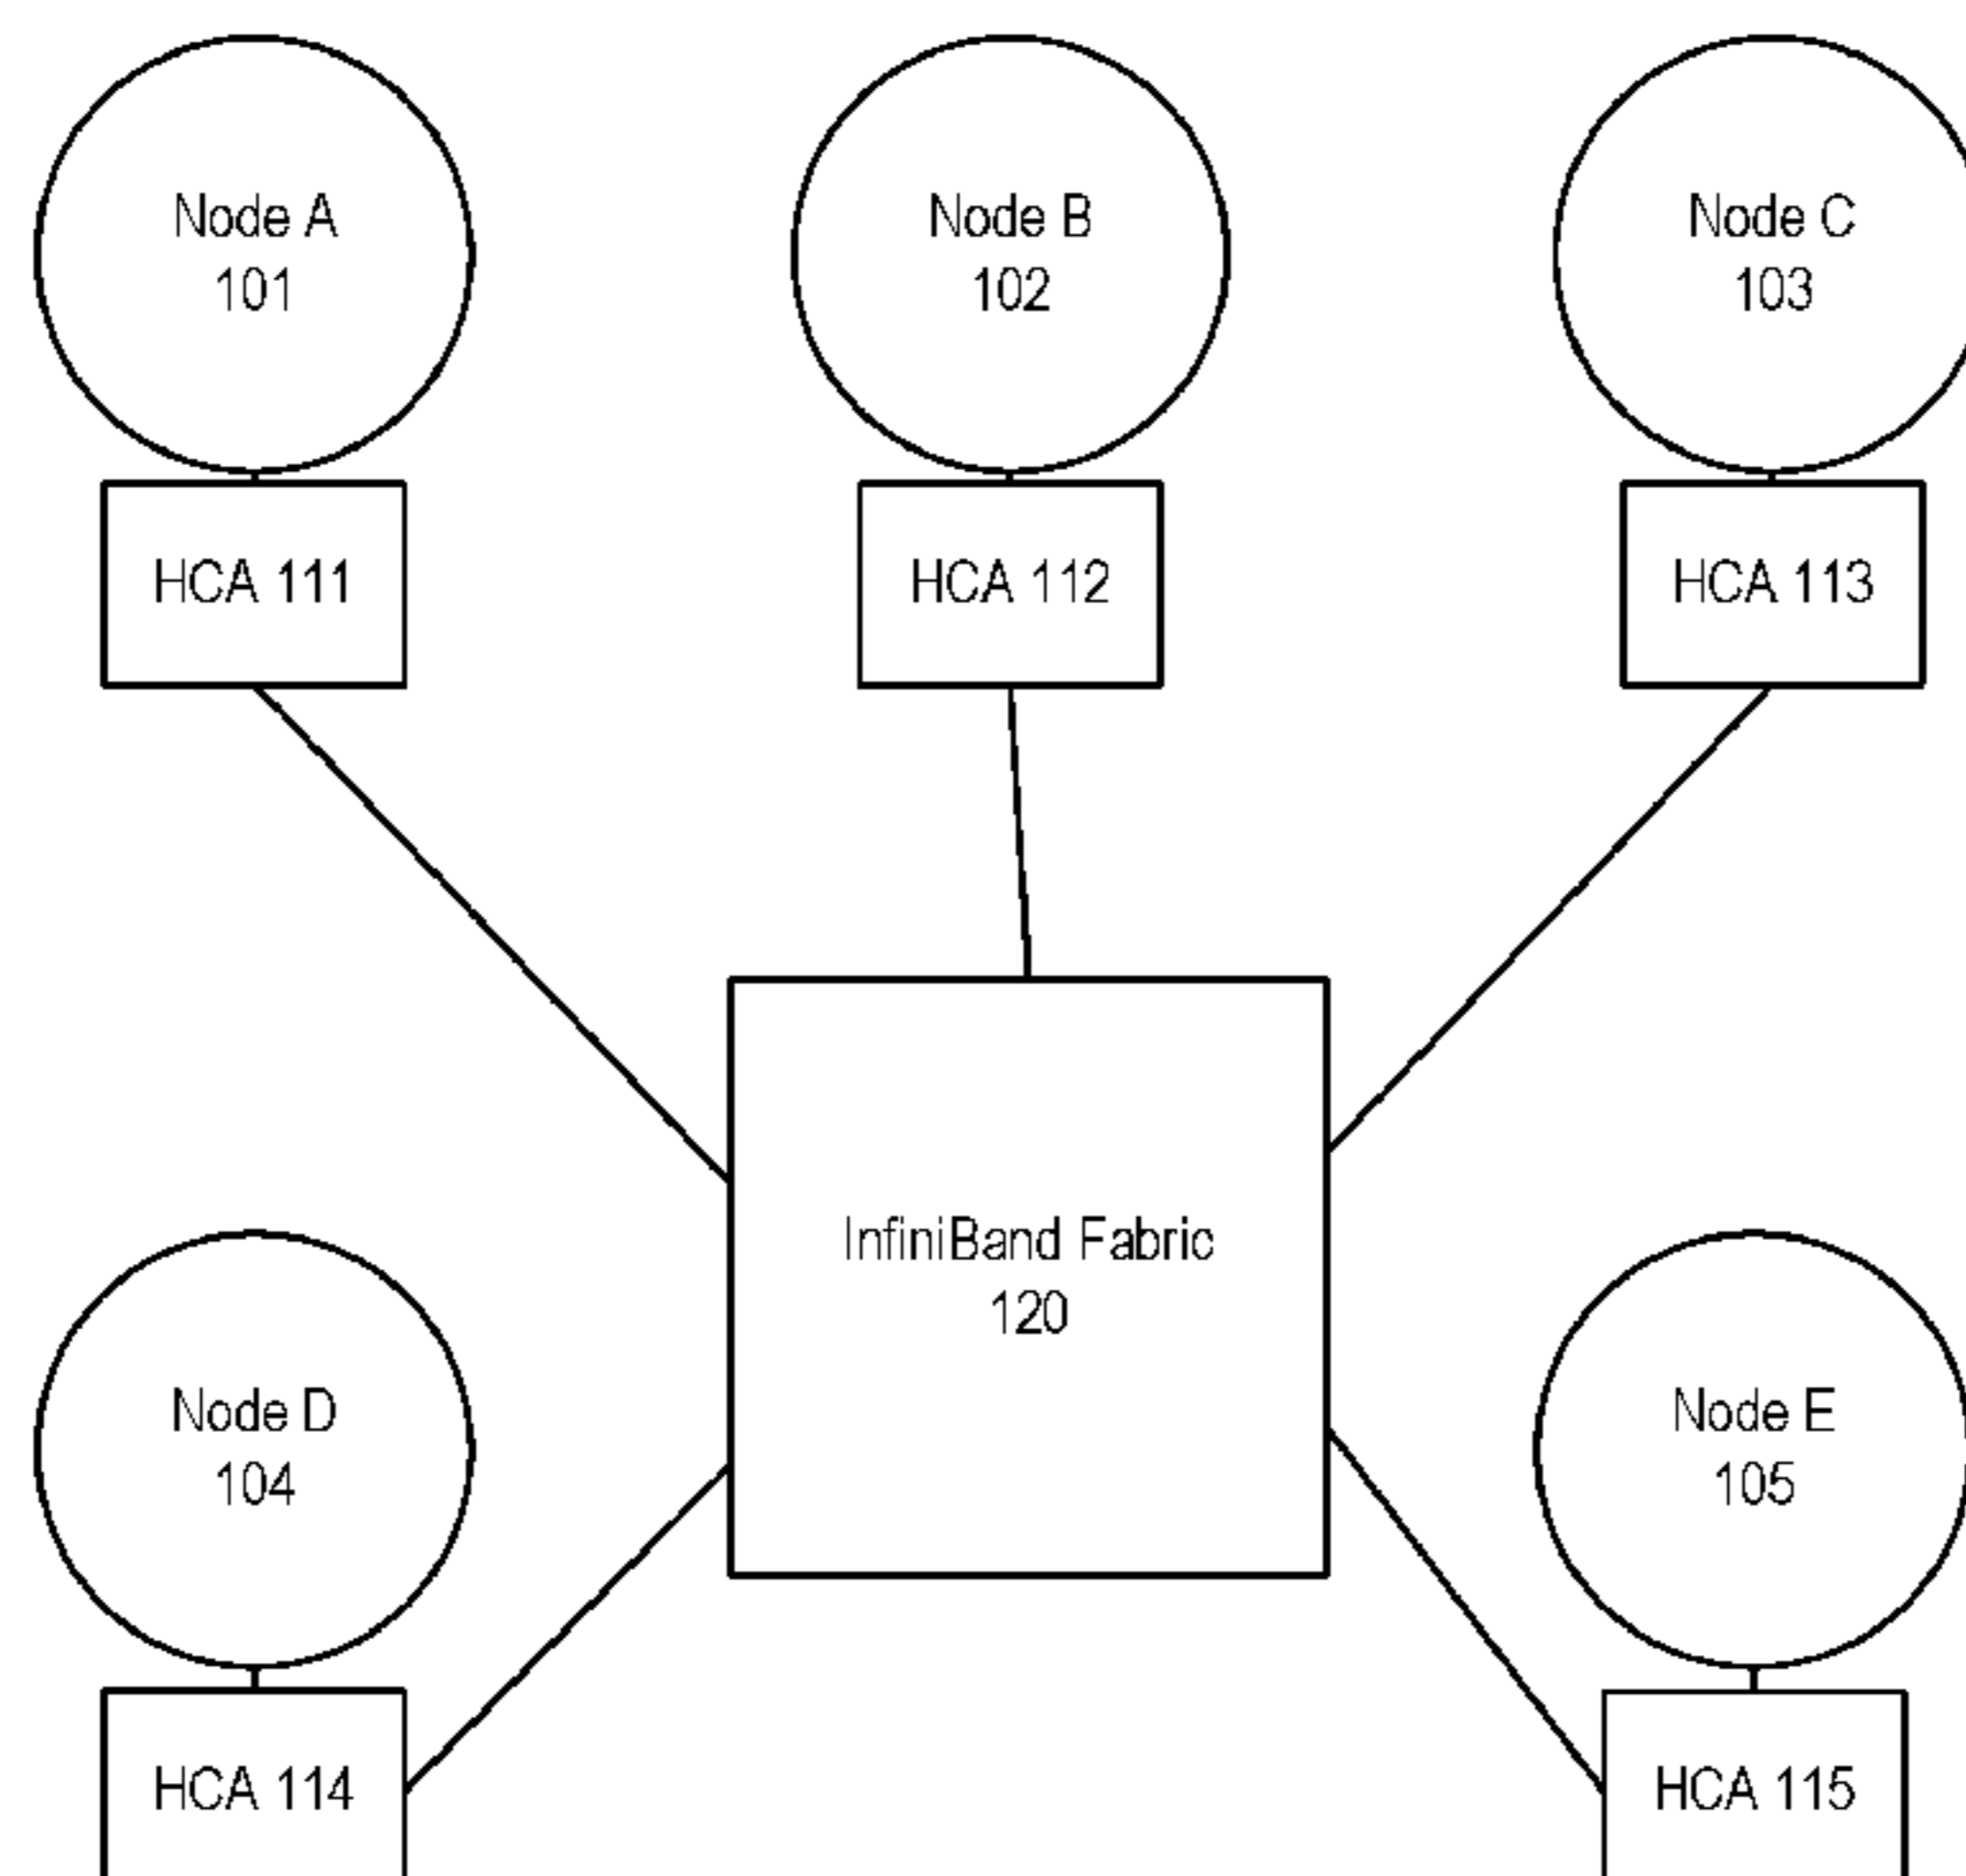 Node A
101
Node B
102
Node C
103
HCA 111
HCA 112
HCA 113
InfiniBand Fabric
120
Node D
104
Node E
105
HCA 114
HCA 115